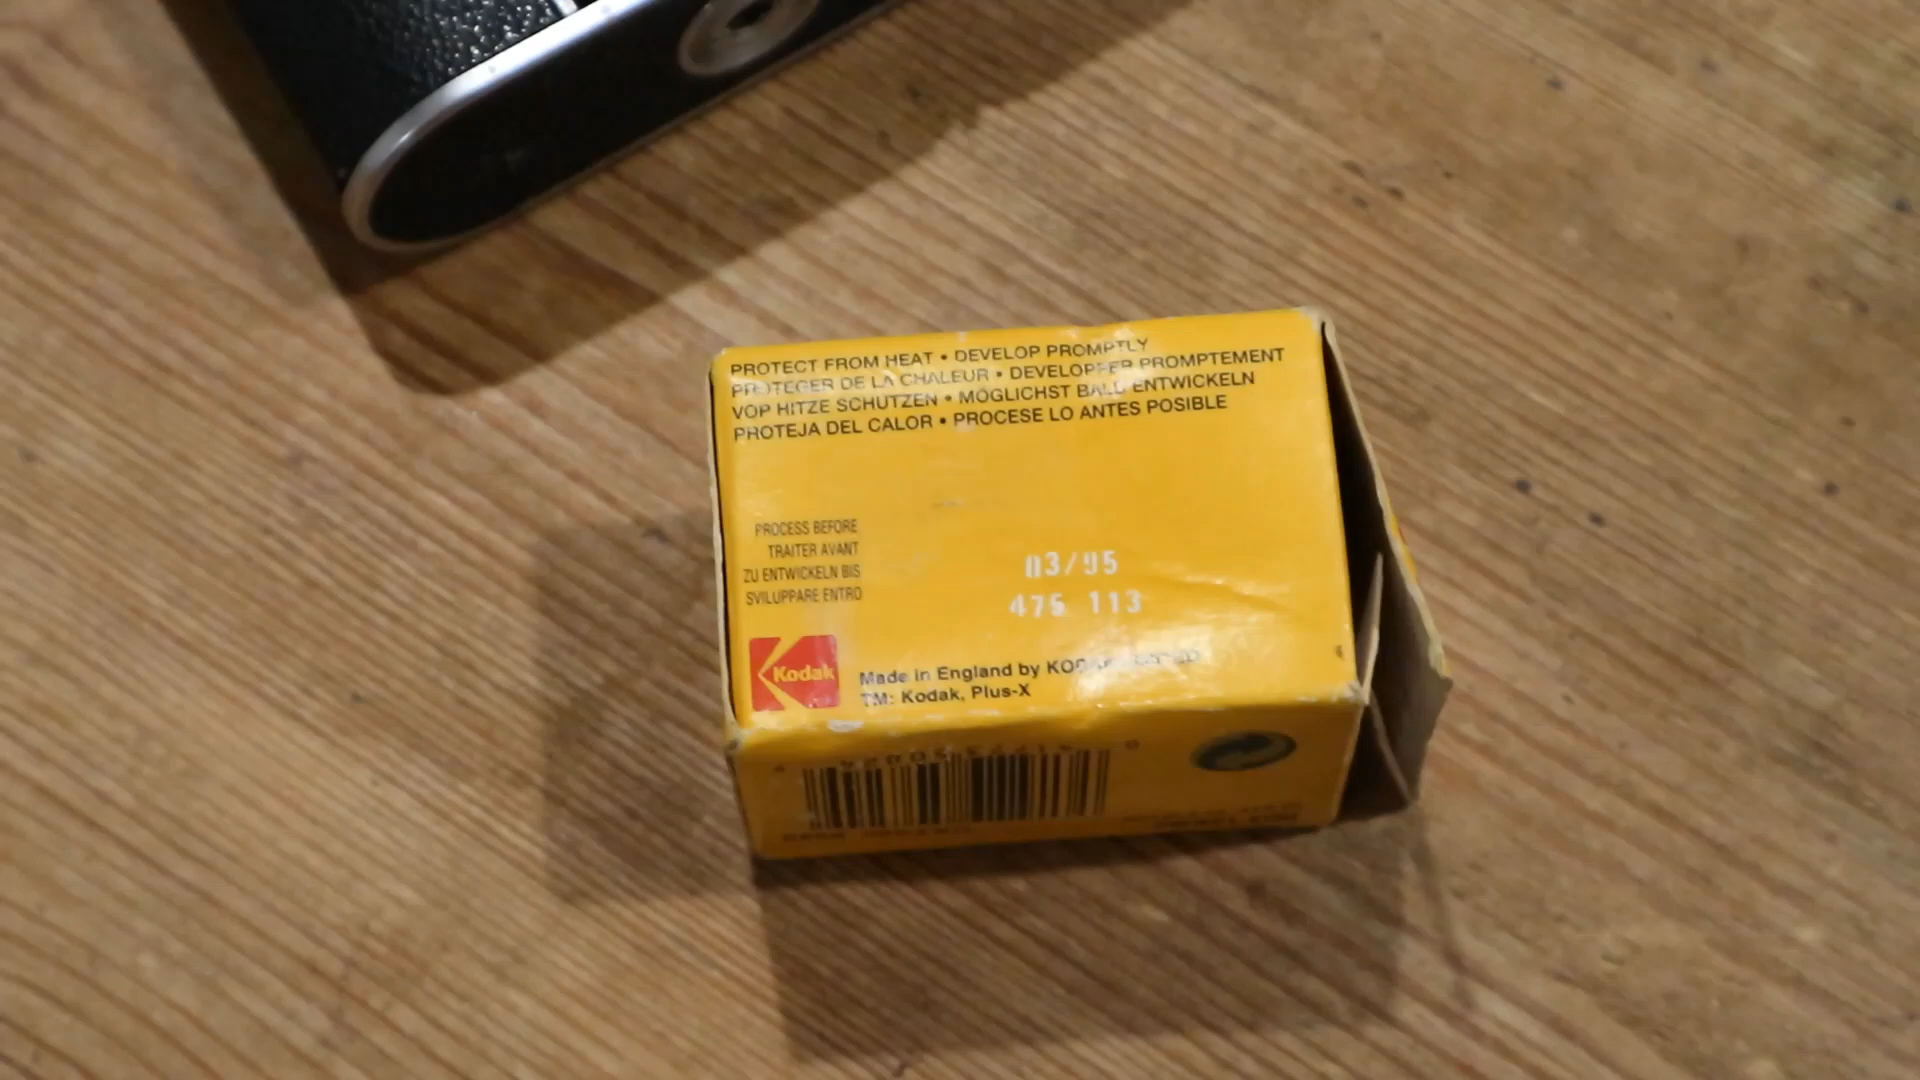 PROTECT FROM HEAT • DEVELOP PROMPTLY
PROTEGER DE LA CHALEUR • DEVELOPPER PROMPTEMENT
VOP HITZE SCHUTZEN • MÖGLICHST BALD ENTWICKELN
PROTEJA DEL CALOR • PROCESE LO ANTES POSIBLE
PROCESS BEFORE
TRAITER AVANT
ZU ENTWICKELN BIS
SVILUPPARE ENTRO
03/95
475 113
Kodak
Made in England by KODAK
TM: Kodak, Plus-X